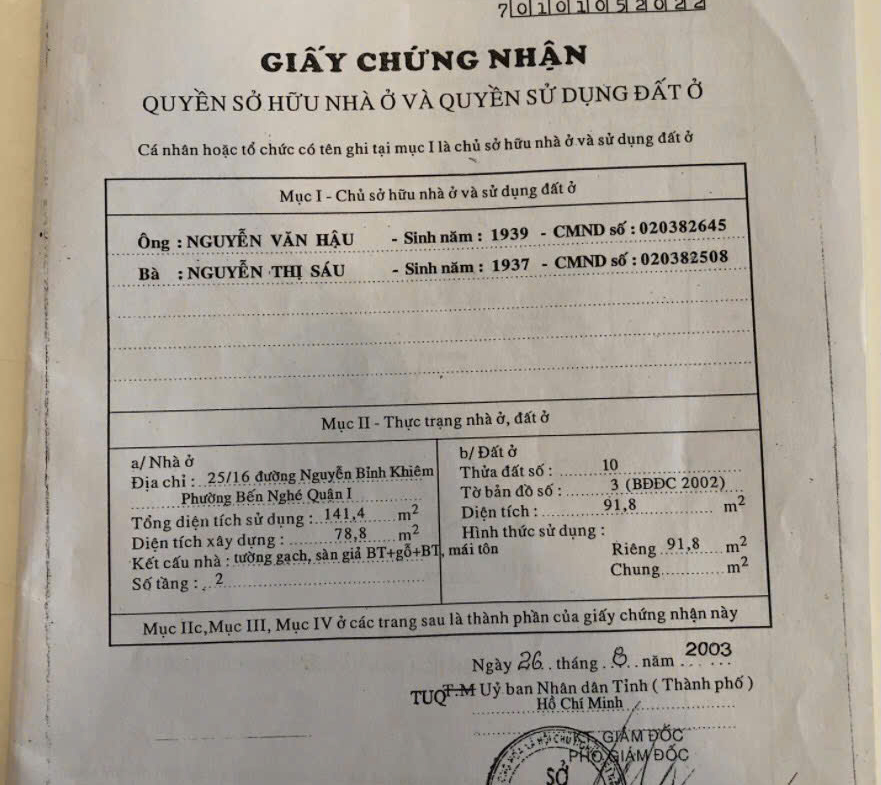 70101052022
GIẤY CHỨNG NHẬN
QUYỀN SỞ HỮU NHÀ Ở VÀ QUYỀN SỬ DỤNG ĐẤT Ở
Cá nhân hoặc tổ chức có tên ghi tại mục I là chủ sở hữu nhà ở và sử dụng đất ở
Mục I - Chủ sở hữu nhà ở và sử dụng đất ở
Ông : NGUYỄN VĂN HẬU - Sinh năm : 1939 - CMND số : 020382645
Bà : NGUYỄN THỊ SÁU - Sinh năm : 1937 - CMND số : 020382508
Mục II - Thực trạng nhà ở, đất ở
a/ Nhà ở
Địa chỉ : 25/16 đường Nguyễn Bỉnh Khiêm
Phường Bến Nghé Quận I
Tổng diện tích sử dụng : 141,4 m²
Diện tích xây dựng : 78,8 m²
Kết cấu nhà : tường gạch, sàn giả BT+gỗ+BT, mái tôn
Số tầng : 2
b/ Đất ở
Thửa đất số : 10
Tờ bản đồ số : 3 (BĐĐC 2002)
Diện tích : 91,8 m²
Hình thức sử dụng :
Riêng 91,8 m²
Chung m²
Mục IIc,Mục III, Mục IV ở các trang sau là thành phần của giấy chứng nhận này
Ngày 26 tháng 8 năm 2003
TUQ T.M Uỷ ban Nhân dân Tỉnh ( Thành phố )
Hồ Chí Minh
KT. GIÁM ĐỐC
PHÓ GIÁM ĐỐC
SỞ